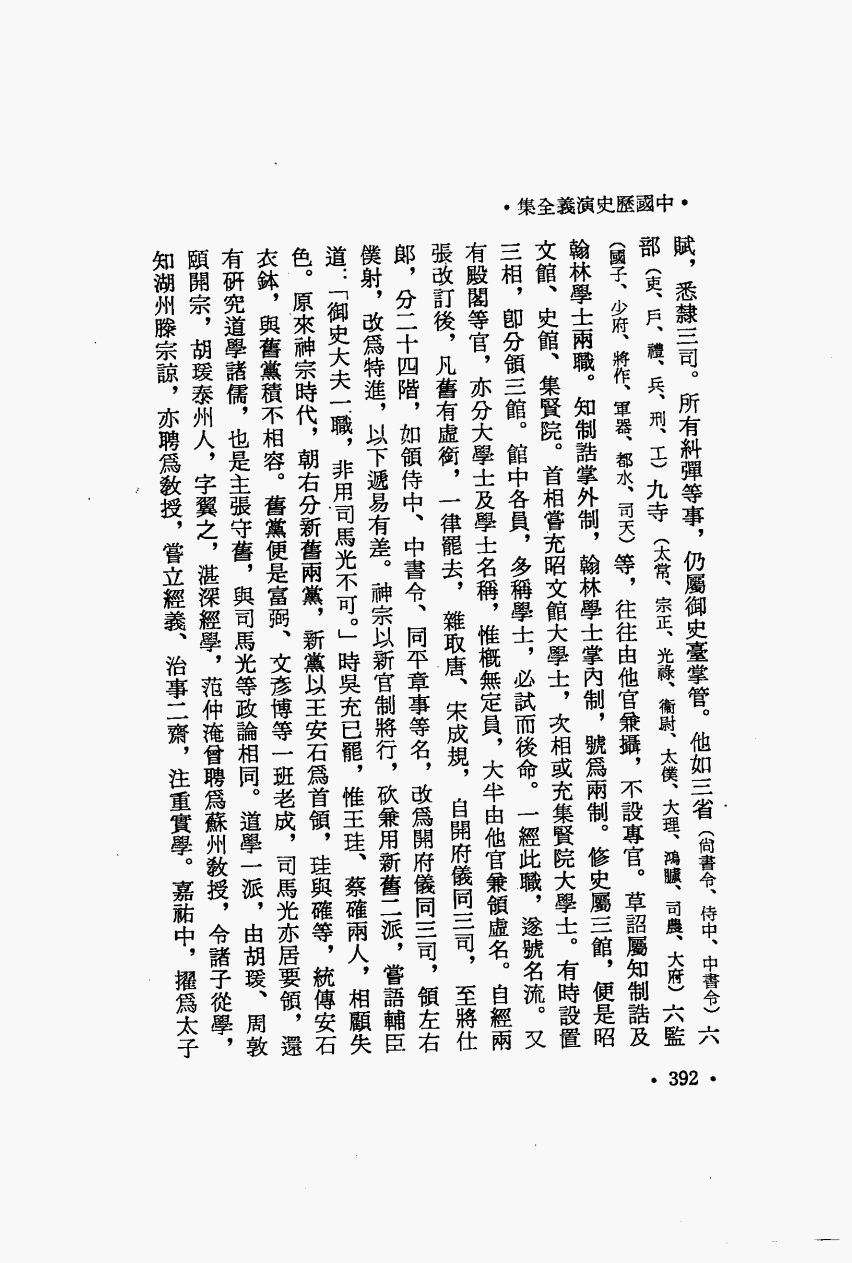 •中國歷史演義全集•
賦，悉隸三司。所有糾彈等事，仍屬御史臺掌管。他如三省（尙書令、侍中、中書令）六
部（吏、戶、禮、兵、刑、工）九寺（太常、宗正、光祿、衞尉、太僕、大理、鴻臚、司農、大府）六監
（國子、少府、將作、軍器、都水、司天）等，往往由他官兼攝，不設專官。草詔屬知制誥及
翰林學士兩職。知制誥掌外制，翰林學士掌內制，號爲兩制。修史屬三館，便是昭
文館、史館、集賢院。首相嘗充昭文館大學士，次相或充集賢院大學士。有時設置
三相，卽分領三館。館中各員，多稱學士，必試而後命。一經此職，遂號名流。又
有殿閣等官，亦分大學士及學士名稱，惟槪無定員，大半由他官兼領虛名。自經兩
張改訂後，凡舊有虛銜，一律罷去，雜取唐、宋成規，自開府儀同三司，至將仕
郞，分二十四階，如領侍中、中書令、同平章事等名，改爲開府儀同三司，領左右
僕射，改爲特進，以下遞易有差。神宗以新官制將行，欲兼用新舊二派，嘗語輔臣
道：「御史大夫一職，非用司馬光不可。」時吳充已罷，惟王珪、蔡確兩人，相顧失
色。原來神宗時代，朝右分新舊兩黨，新黨以王安石爲首領，珪與確等，統傳安石
衣鉢，與舊黨積不相容。舊黨便是富弼、文彥博等一班老成，司馬光亦居要領，還
有硏究道學諸儒，也是主張守舊，與司馬光等政論相同。道學一派，由胡瑗、周敦
頤開宗，胡瑗泰州人，字翼之，湛深經學，范仲淹曾聘爲蘇州敎授，令諸子從學，
知湖州滕宗諒，亦聘爲敎授，嘗立經義、治事二齋，注重實學。嘉祐中，擢爲太子
•392•